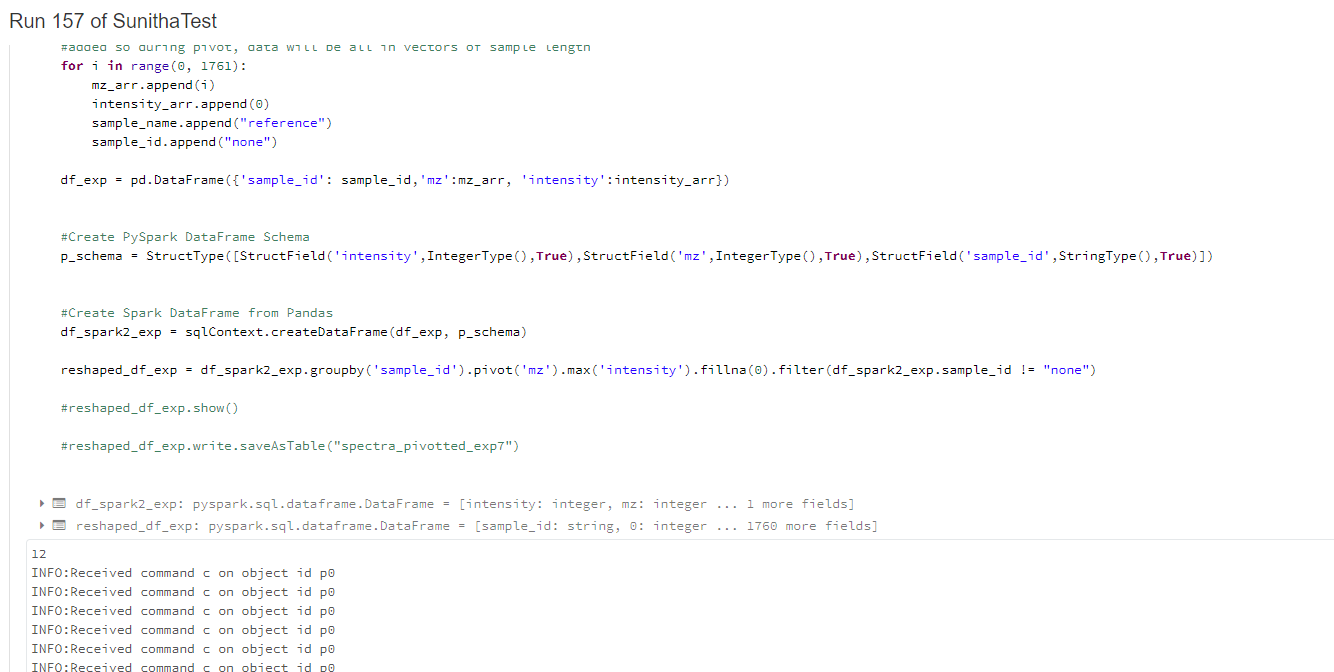 Run 157 of SunithaTest
#added so during pivot, data will be all in vectors of sample length
for i in range(0, 1761):
mz_arr.append(i)
intensity_arr.append(0)
sample_name.append("reference")
sample_id.append("none")
df_exp = pd.DataFrame({'sample_id': sample_id,'mz':mz_arr, 'intensity':intensity_arr})
#Create PySpark DataFrame Schema
p_schema = StructType([StructField('intensity',IntegerType(),True),StructField('mz',IntegerType(),True),StructField('sample_id',StringType(),True)])
#Create Spark DataFrame from Pandas
df_spark2_exp = sqlContext.createDataFrame(df_exp, p_schema)
reshaped_df_exp = df_spark2_exp.groupby('sample_id').pivot('mz').max('intensity').fillna(0).filter(df_spark2_exp.sample_id != "none")
#reshaped_df_exp.show()
#reshaped_df_exp.write.saveAsTable("spectra_pivotted_exp7")
df_spark2_exp: pyspark.sql.dataframe.DataFrame = [intensity: integer, mz: integer ... 1 more fields]
reshaped_df_exp: pyspark.sql.dataframe.DataFrame = [sample_id: string, 0: integer ... 1760 more fields]
12
INFO:Received command c on object id p0
INFO:Received command c on object id p0
INFO:Received command c on object id p0
INFO:Received command c on object id p0
INFO:Received command c on object id p0
INFO:Received command c on object id p0